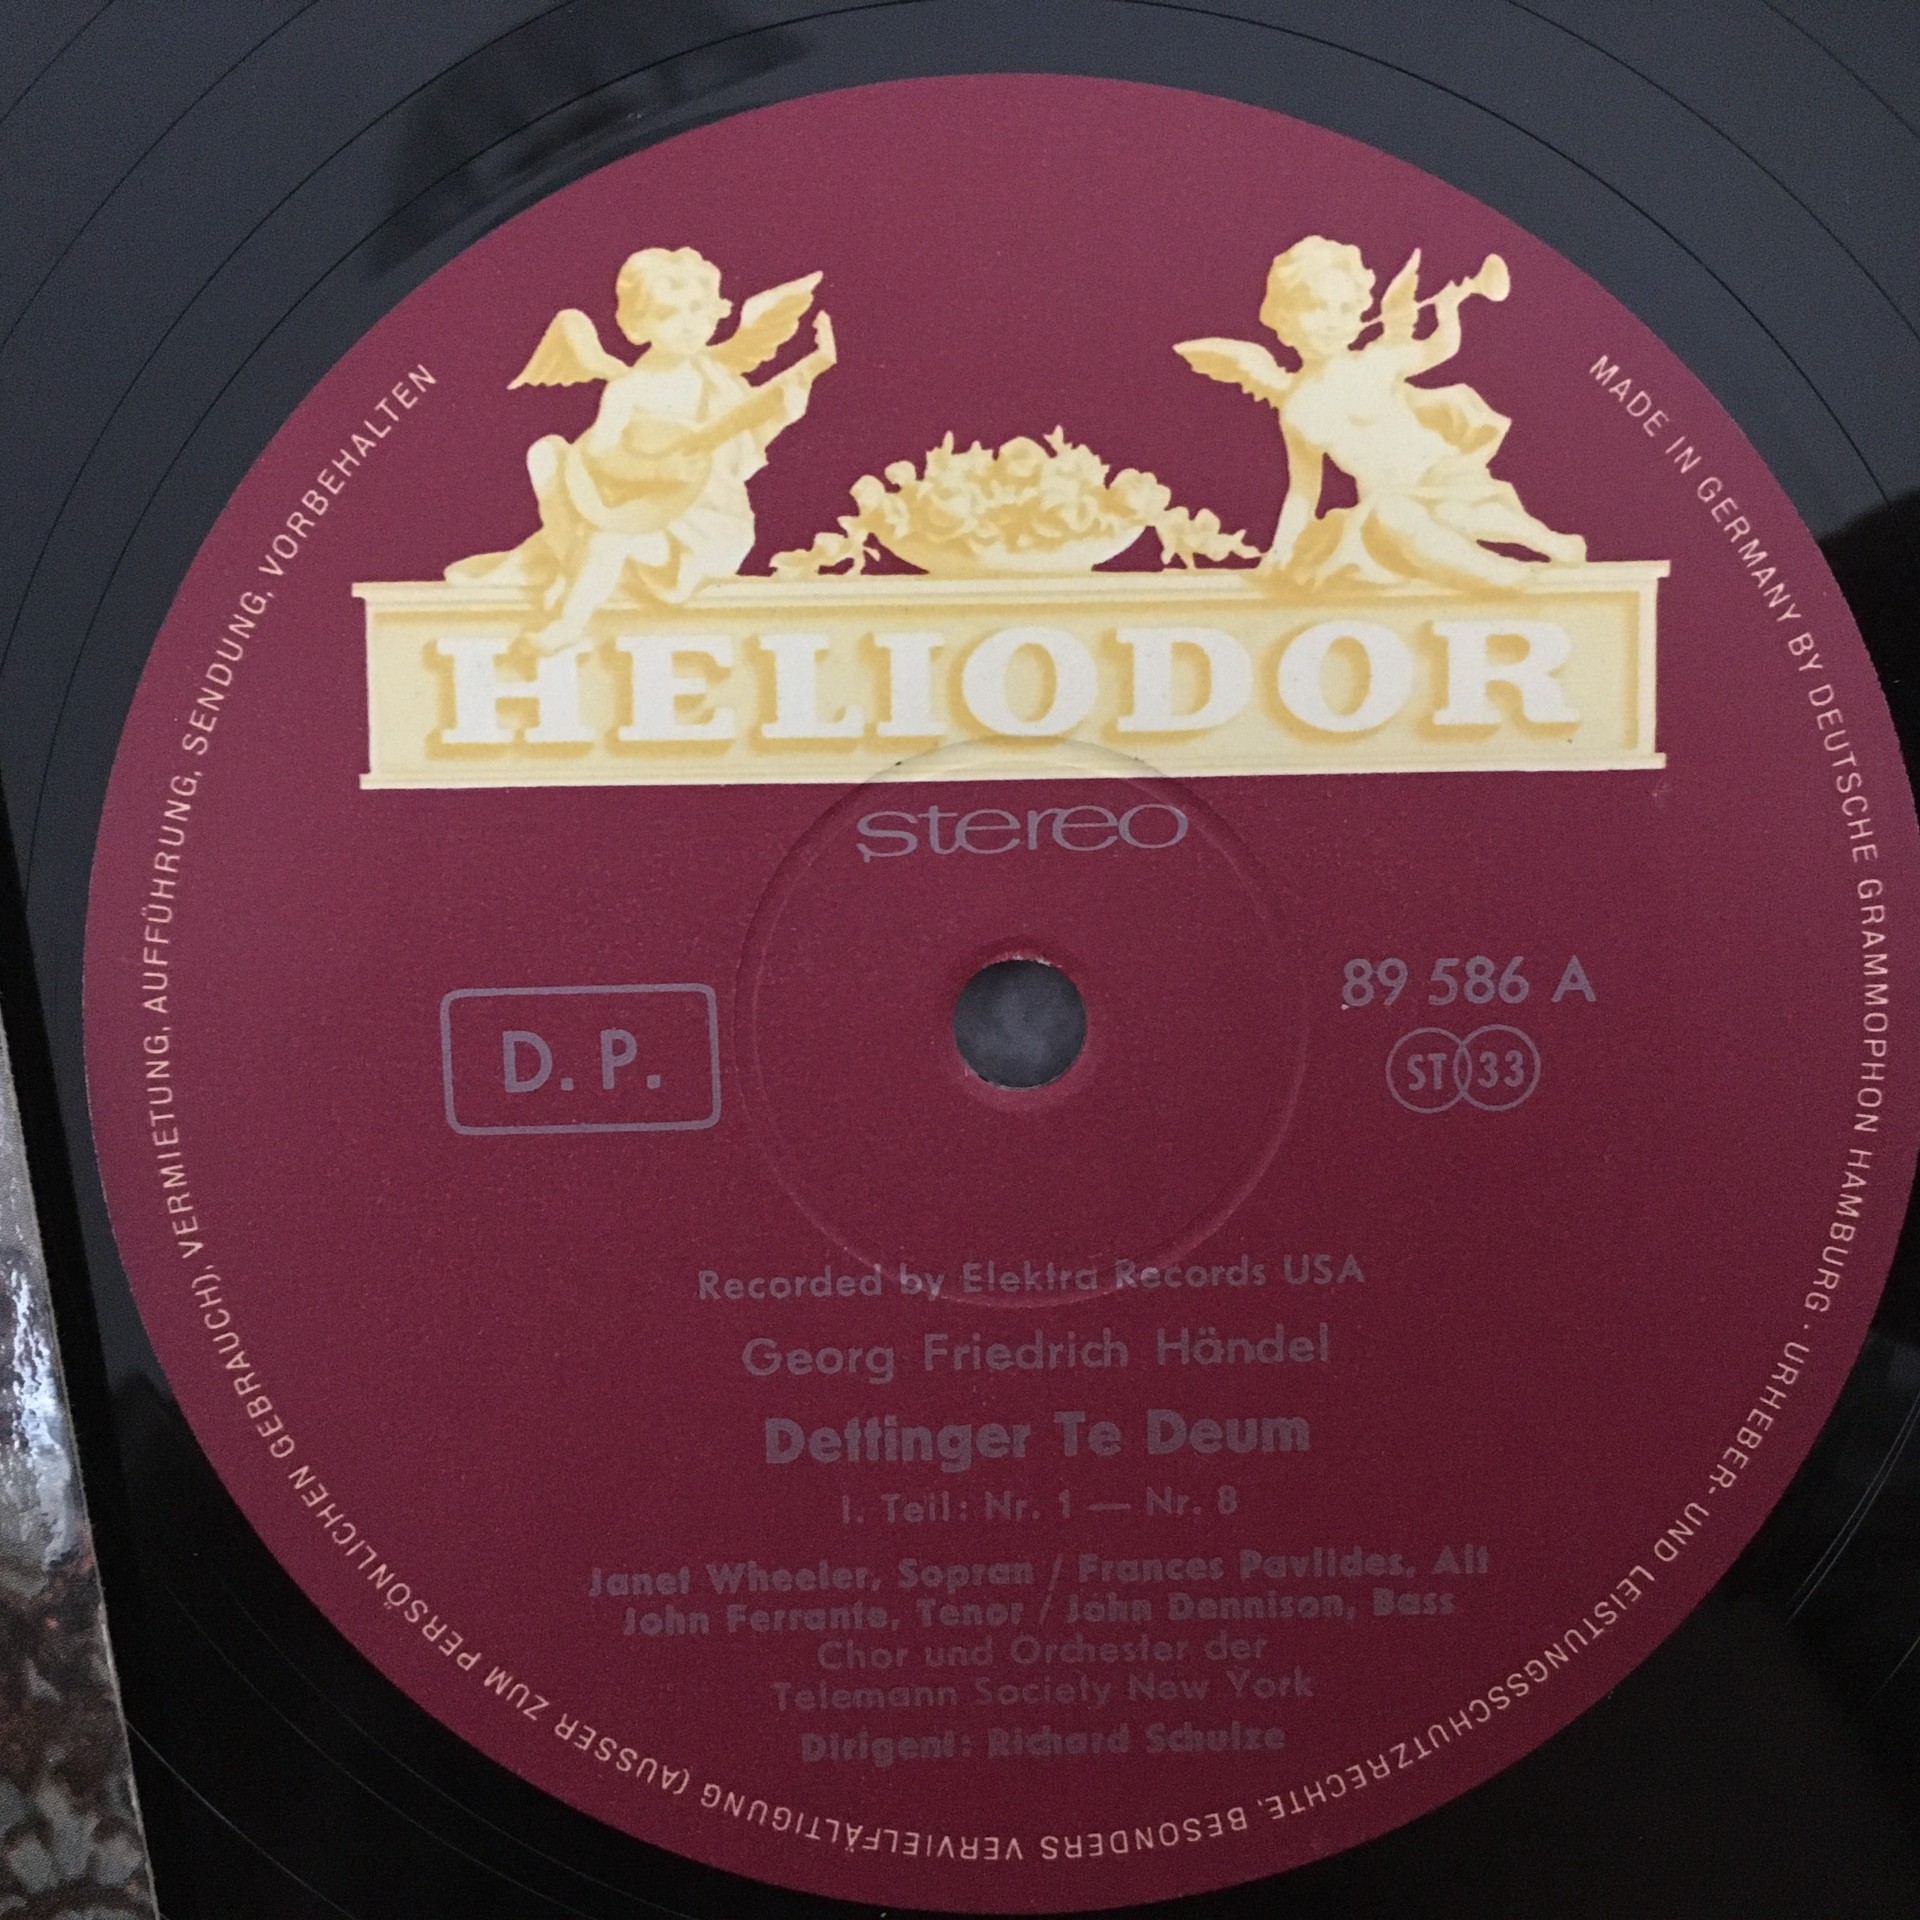 HELIODOR
stereo
D. P.
89 586 A
ST 33
Recorded by Elektra Records USA
Georg Friedrich Händel
Dettinger Te Deum
I. Teil: Nr. 1 — Nr. 8
Janet Wheeler, Sopran / Frances Pavlides, Alt
John Ferrante, Tenor / John Dennison, Bass
Chor und Orchester der
Telemann Society New York
Dirigent: Richard Schulze
MADE IN GERMANY BY DEUTSCHE GRAMMOPHON HAMBURG · URHEBER- UND LEISTUNGSSCHUTZRECHTE, BESONDERS VERVIELFÄLTIGUNG (AUSSER ZUM PERSÖNLICHEN GEBRAUCH), VERMIETUNG, AUFFÜHRUNG, SENDUNG, VORBEHALTEN